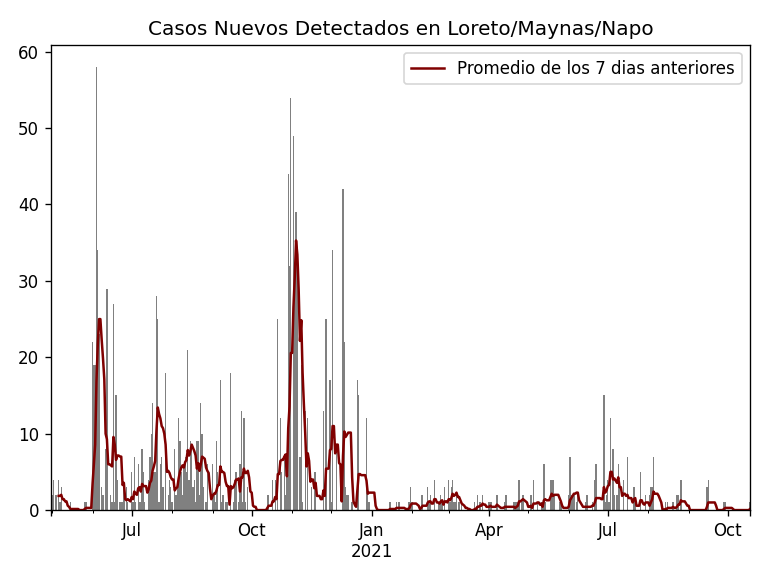 Casos Nuevos Detectados en Loreto/Maynas/Napo
Promedio de los 7 dias anteriores
60
50
40
30
20
10
0
Jul Oct Jan Apr Jul Oct
2021